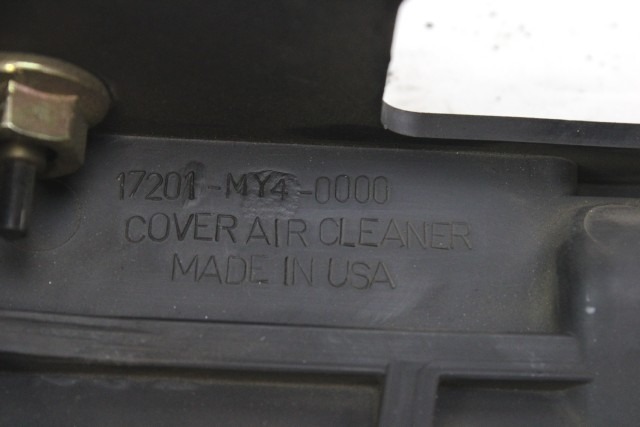 17201-MY4-0000
COVER AIR CLEANER
MADE IN USA